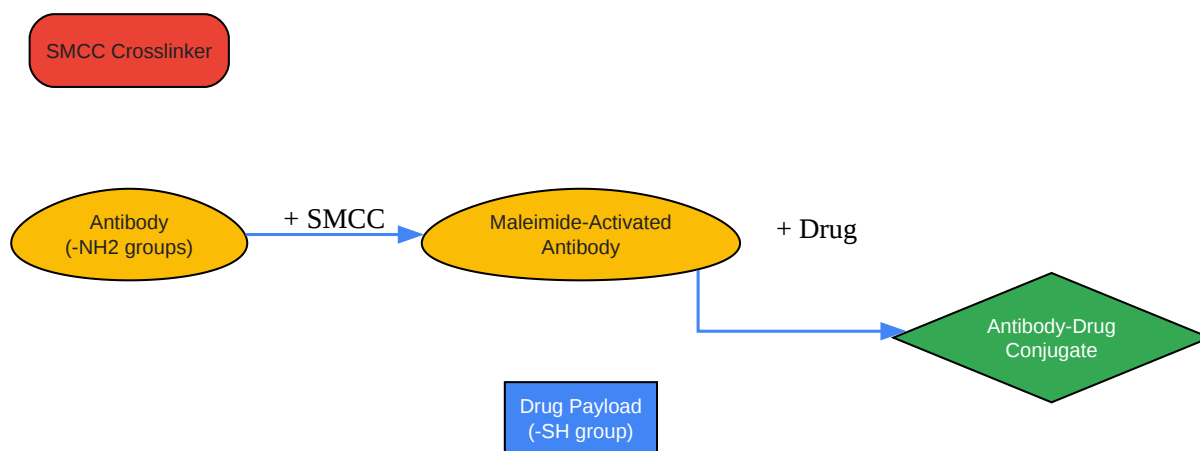 SMCC Crosslinker
Antibody
(-NH2 groups)
+ SMCC
Maleimide-Activated
Antibody
+ Drug
Antibody-Drug
Conjugate
Drug Payload
(-SH group)